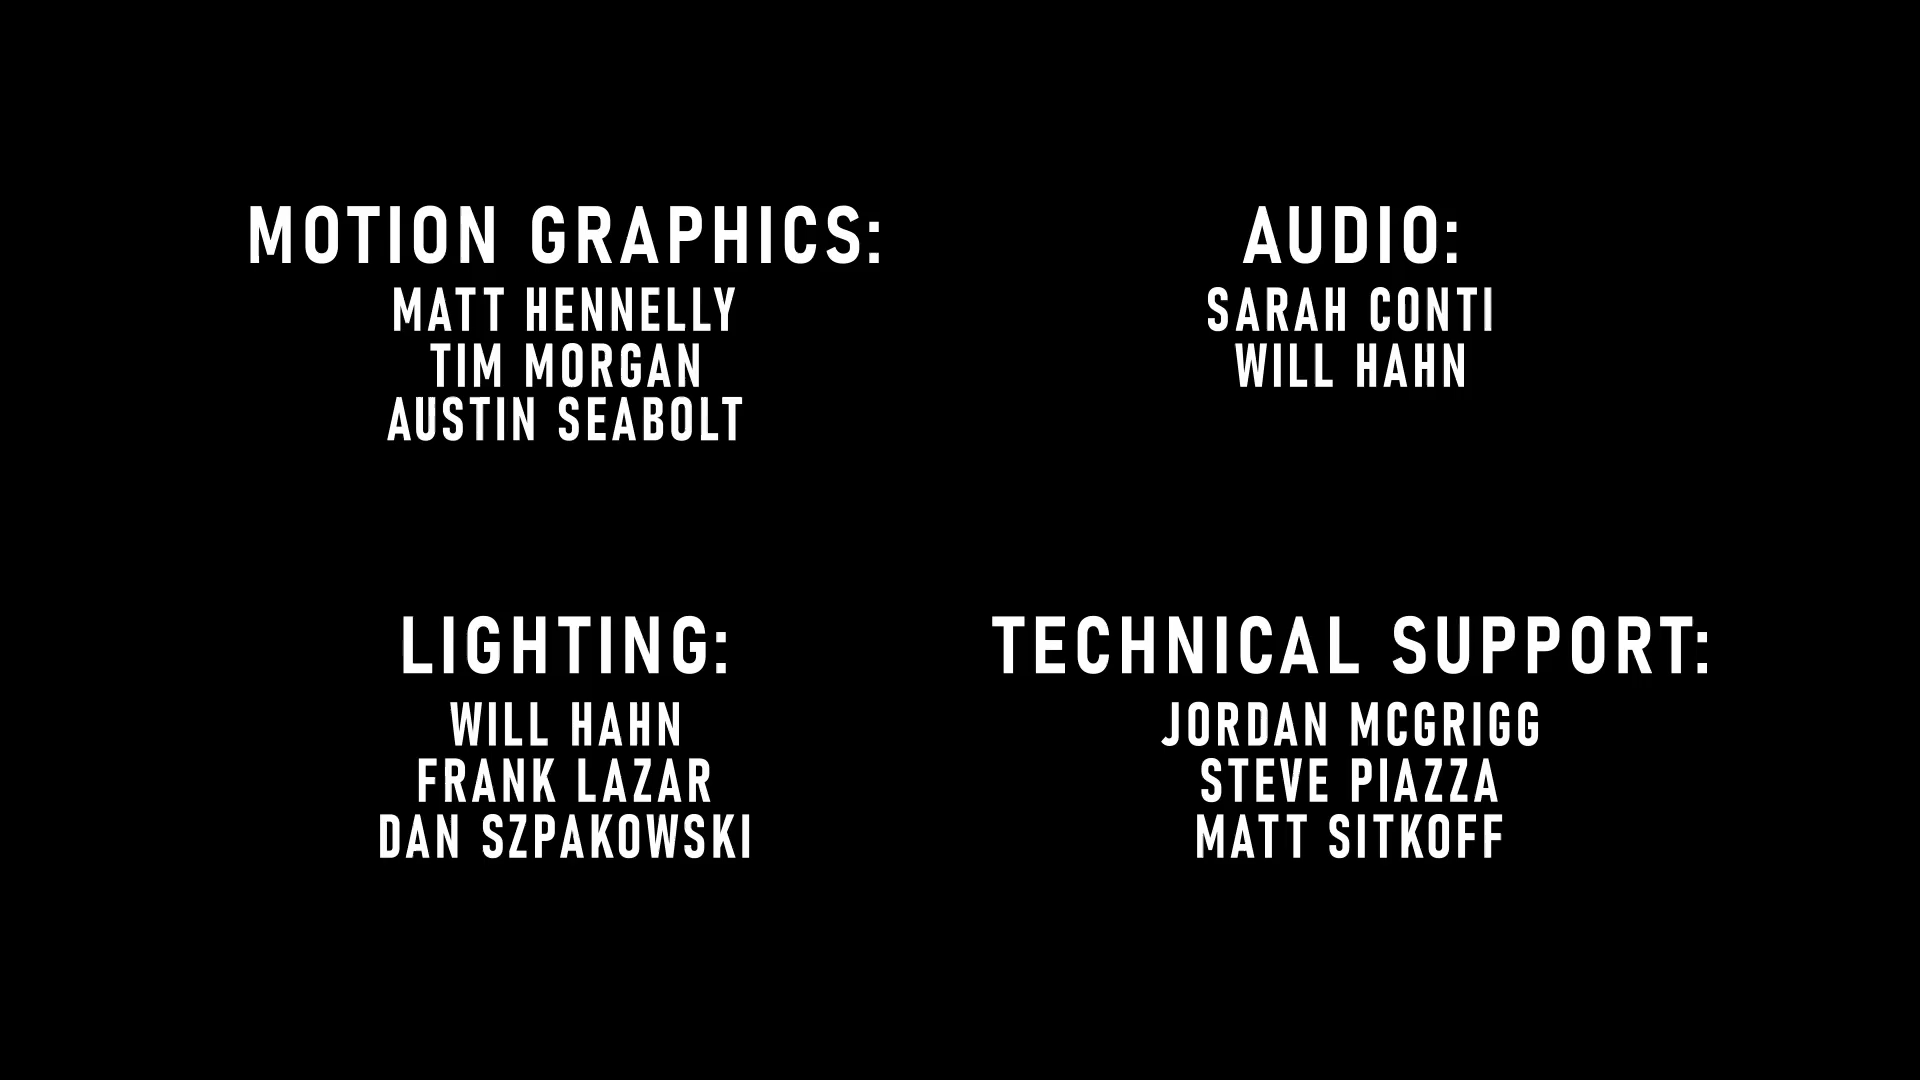 MOTION GRAPHICS:
MATT HENNELLY
TIM MORGAN
AUSTIN SEABOLT
AUDIO:
SARAH CONTI
WILL HAHN
LIGHTING:
WILL HAHN
FRANK LAZAR
DAN SZPAKOWSKI
TECHNICAL SUPPORT:
JORDAN MCGRIGG
STEVE PIAZZA
MATT SITKOFF